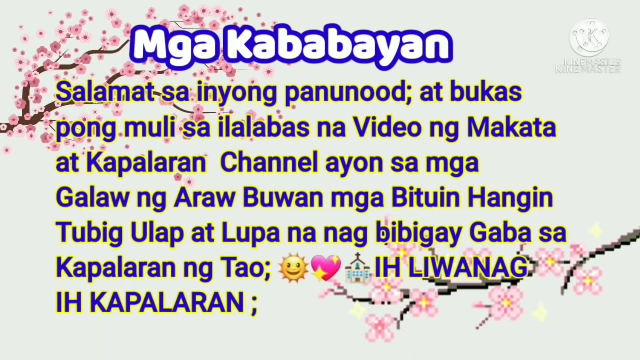 Mga Kababayan
KINEMASTER
KINEMASTER
Salamat sa inyong panunood; at bukas
pong muli sa ilalabas na Video ng Makata
at Kapalaran Channel ayon sa mga
Galaw ng Araw Buwan mga Bituin Hangin
Tubig Ulap at Lupa na nag bibigay Gaba sa
Kapalaran ng Tao; 🌞💖⛪IH LIWANAG
IH KAPALARAN ;